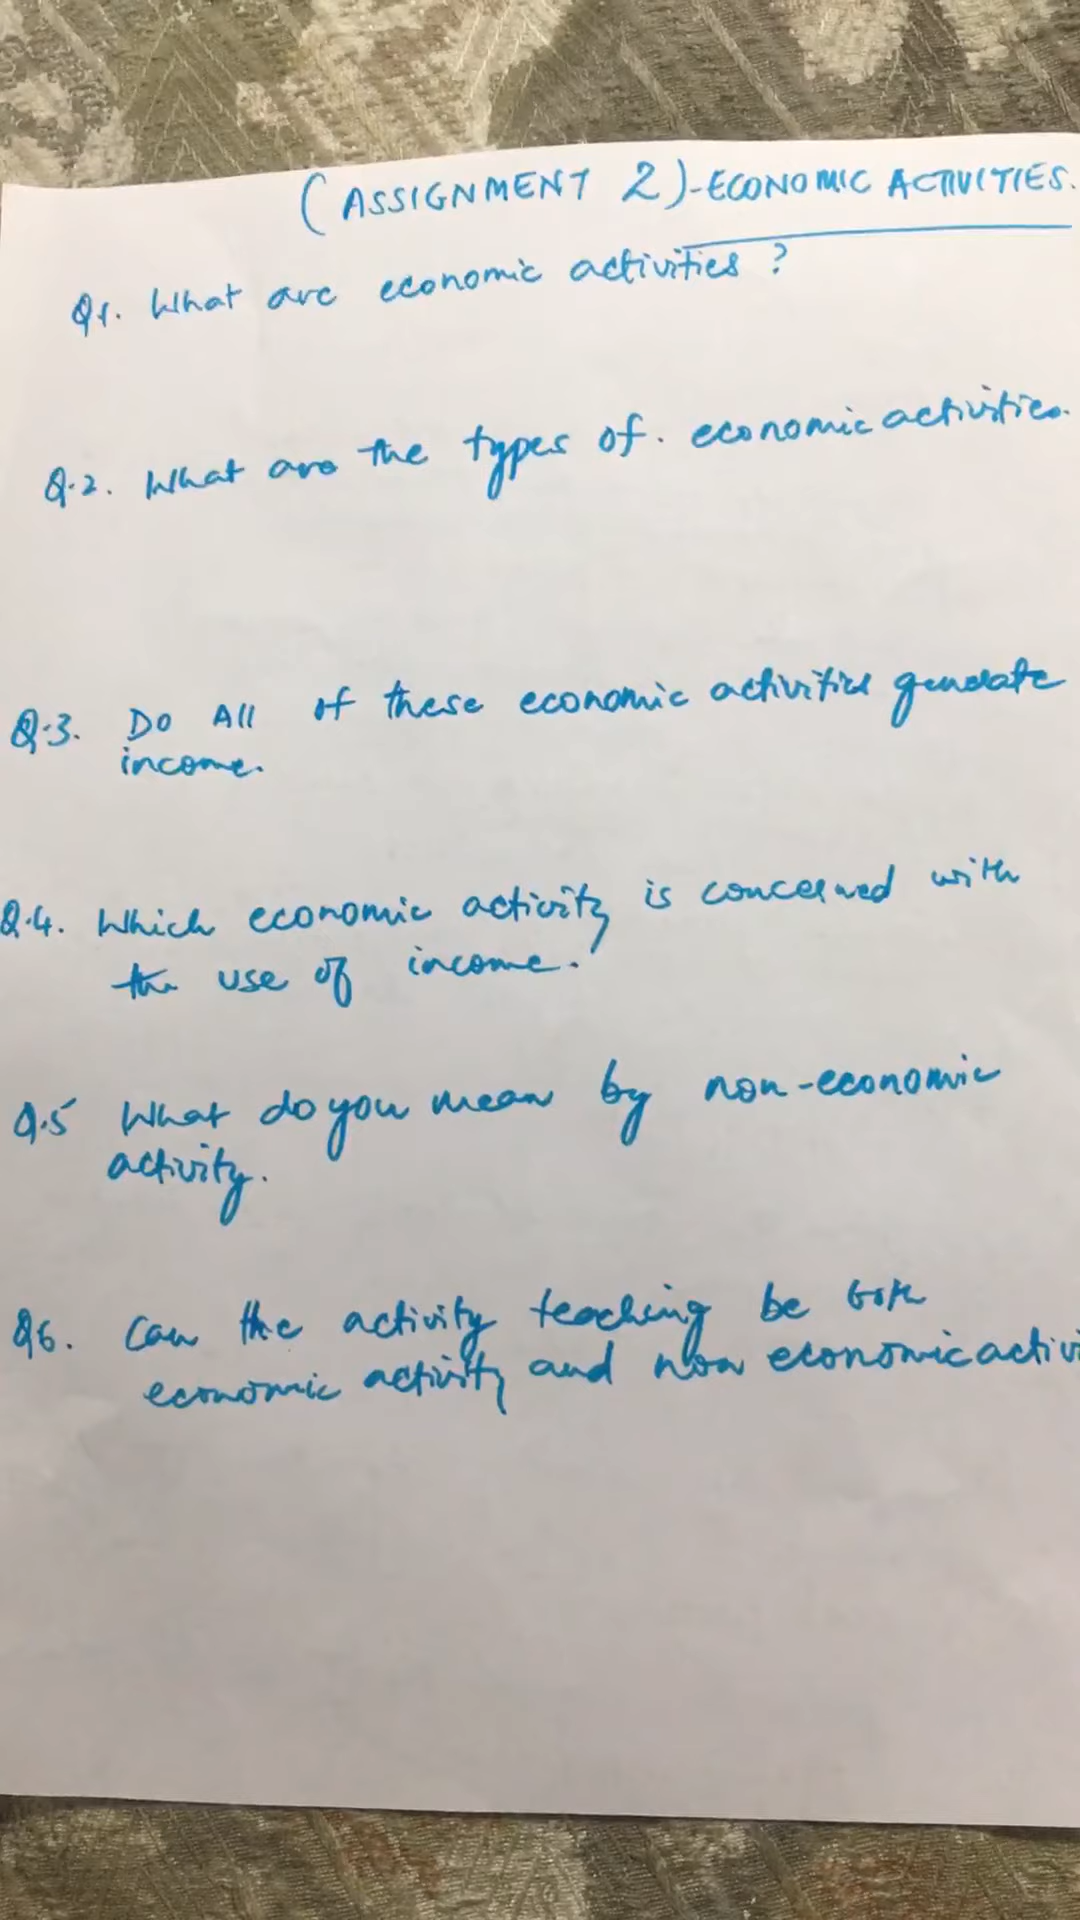 (ASSIGNMENT 2)-ECONOMIC ACTIVITIES.
Q1. What are economic activities ?
Q.2. What are the types of. economic activities.
Q.3. Do All of these economic activities generate
income.
Q.4. Which economic activity is concerned with
the use of income.
Q.5 What do you mean by non-economic
activity.
Q6. Can the activity teaching be both
economic activity and non economic activi